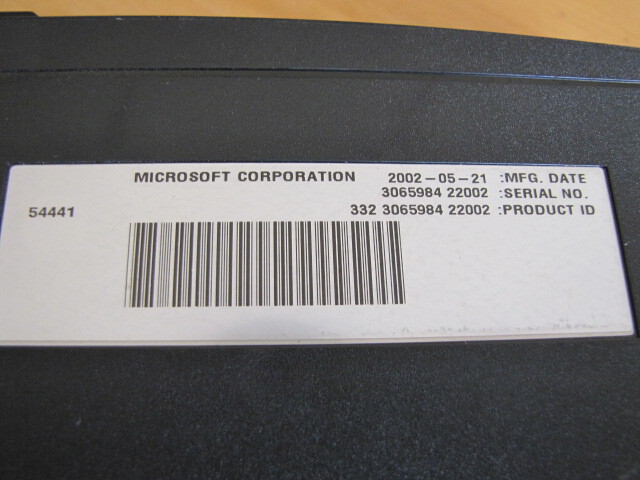 MICROSOFT CORPORATION 2002-05-21 :MFG. DATE
3065984 22002 :SERIAL NO.
54441 332 3065984 22002 :PRODUCT ID